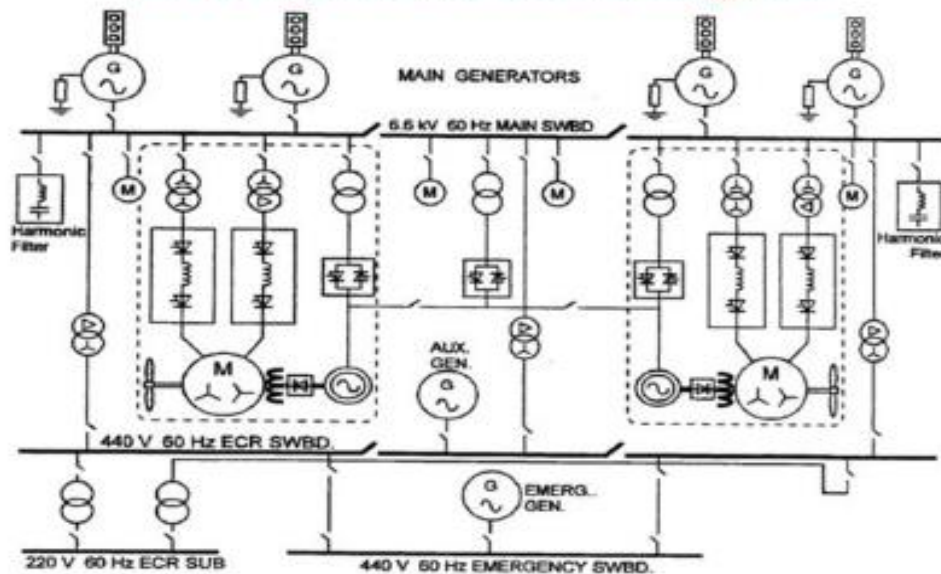 G
G
G
G
MAIN GENERATORS
6.6 kV 60 Hz MAIN SWBD
M
M
M
M
Harmonic
Filter
Harmonic
Filter
M
AUX.
GEN.
G
M
440 V 60 Hz ECR SWBD.
G
EMERG..
GEN.
220 V 60 Hz ECR SUB
440 V 60 Hz EMERGENCY SWBD.